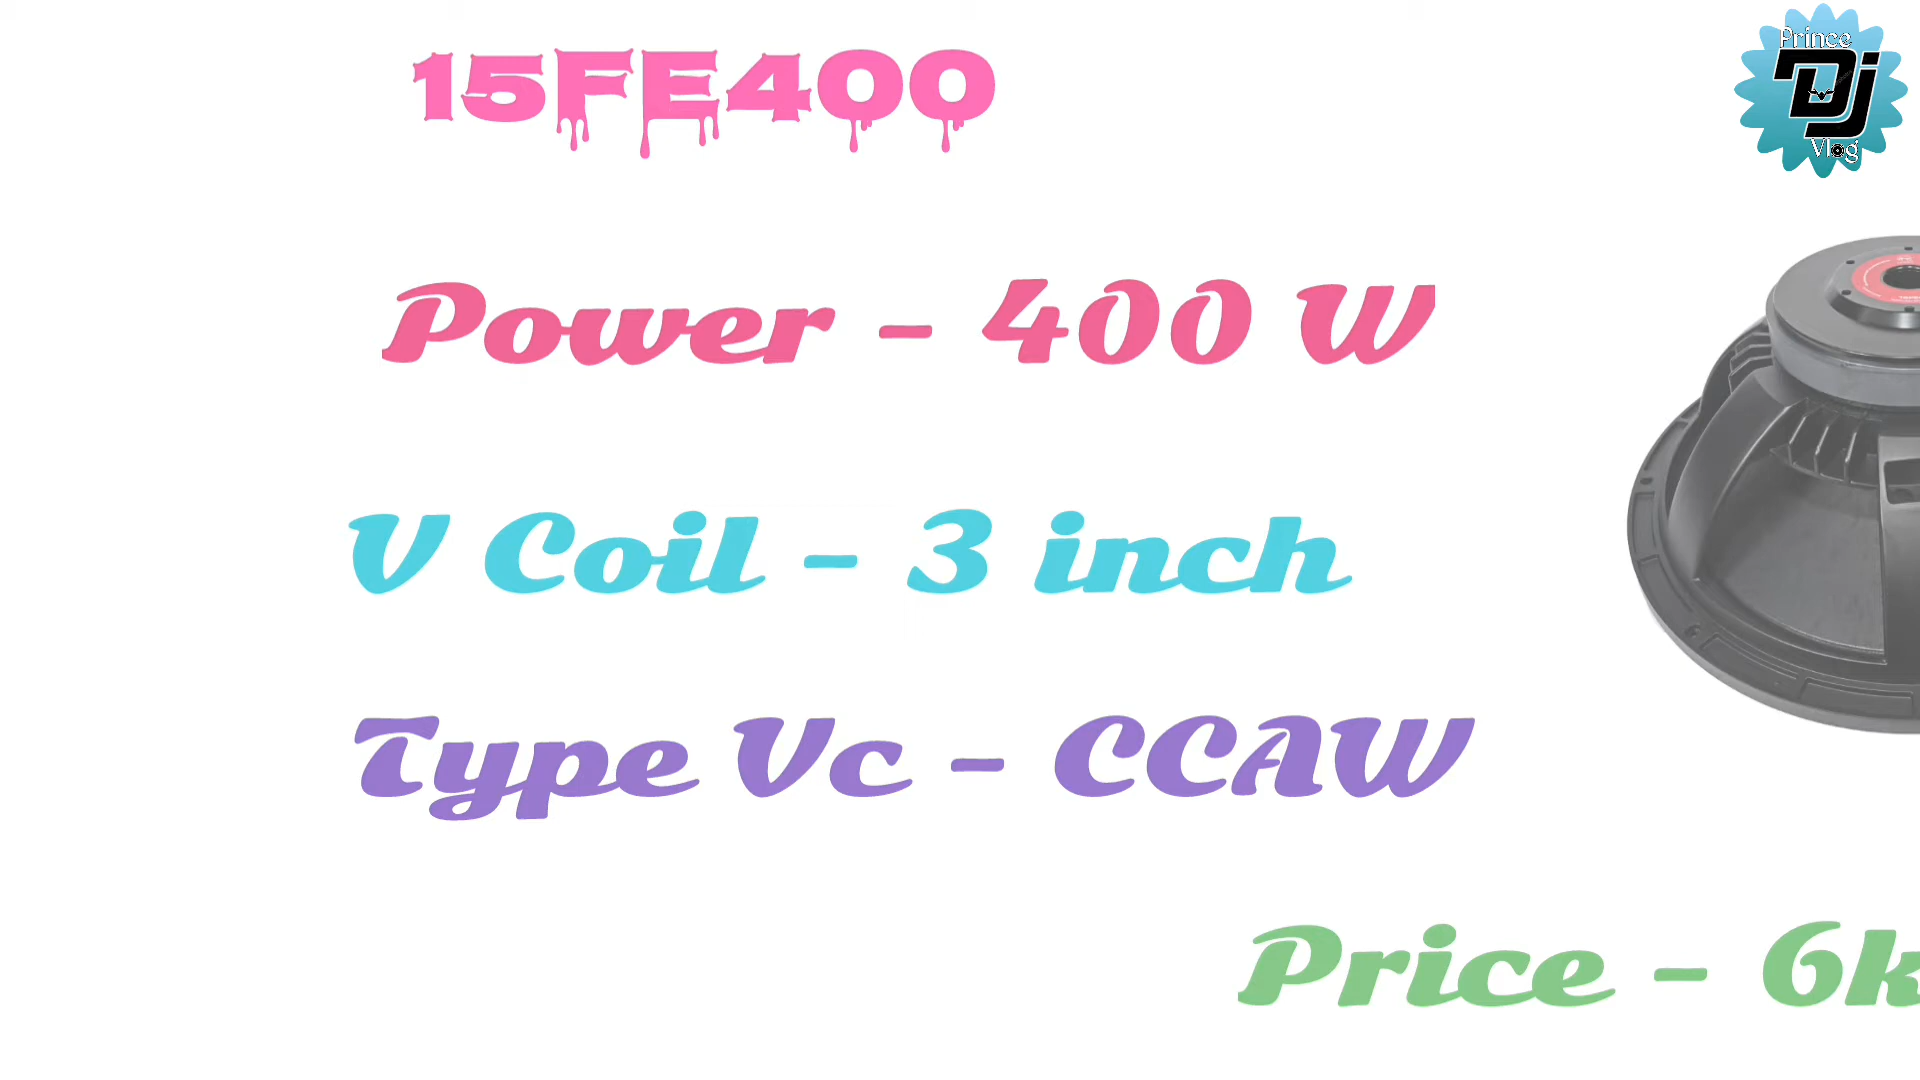 15FE400
Prince
DJ
Vlog
Power - 400 W
V Coil - 3 inch
Type Vc - CCAW
Price - 6k